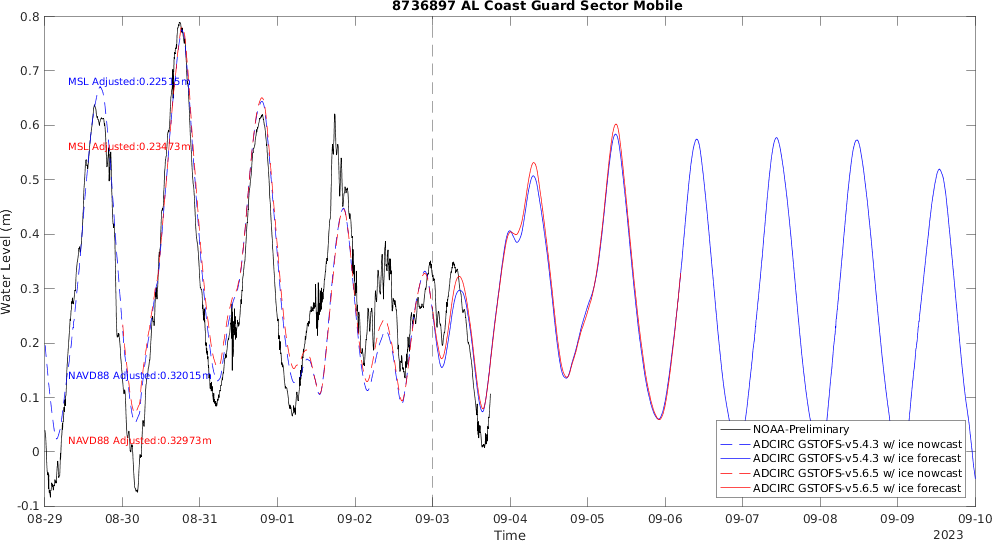 8736897 AL Coast Guard Sector Mobile
0.8
0.7
0.6
0.5
0.4
0.3
0.2
0.1
0
-0.1
Water Level (m)
MSL Adjusted:0.22515m
MSL Adjusted:0.23473m
NAVD88 Adjusted:0.32015m
NAVD88 Adjusted:0.32973m
NOAA-Preliminary
ADCIRC GSTOFS-v5.4.3 w/ ice nowcast
ADCIRC GSTOFS-v5.4.3 w/ ice forecast
ADCIRC GSTOFS-v5.6.5 w/ ice nowcast
ADCIRC GSTOFS-v5.6.5 w/ ice forecast
08-29 08-30 08-31 09-01 09-02 09-03 09-04 09-05 09-06 09-07 09-08 09-09 09-10
Time
2023